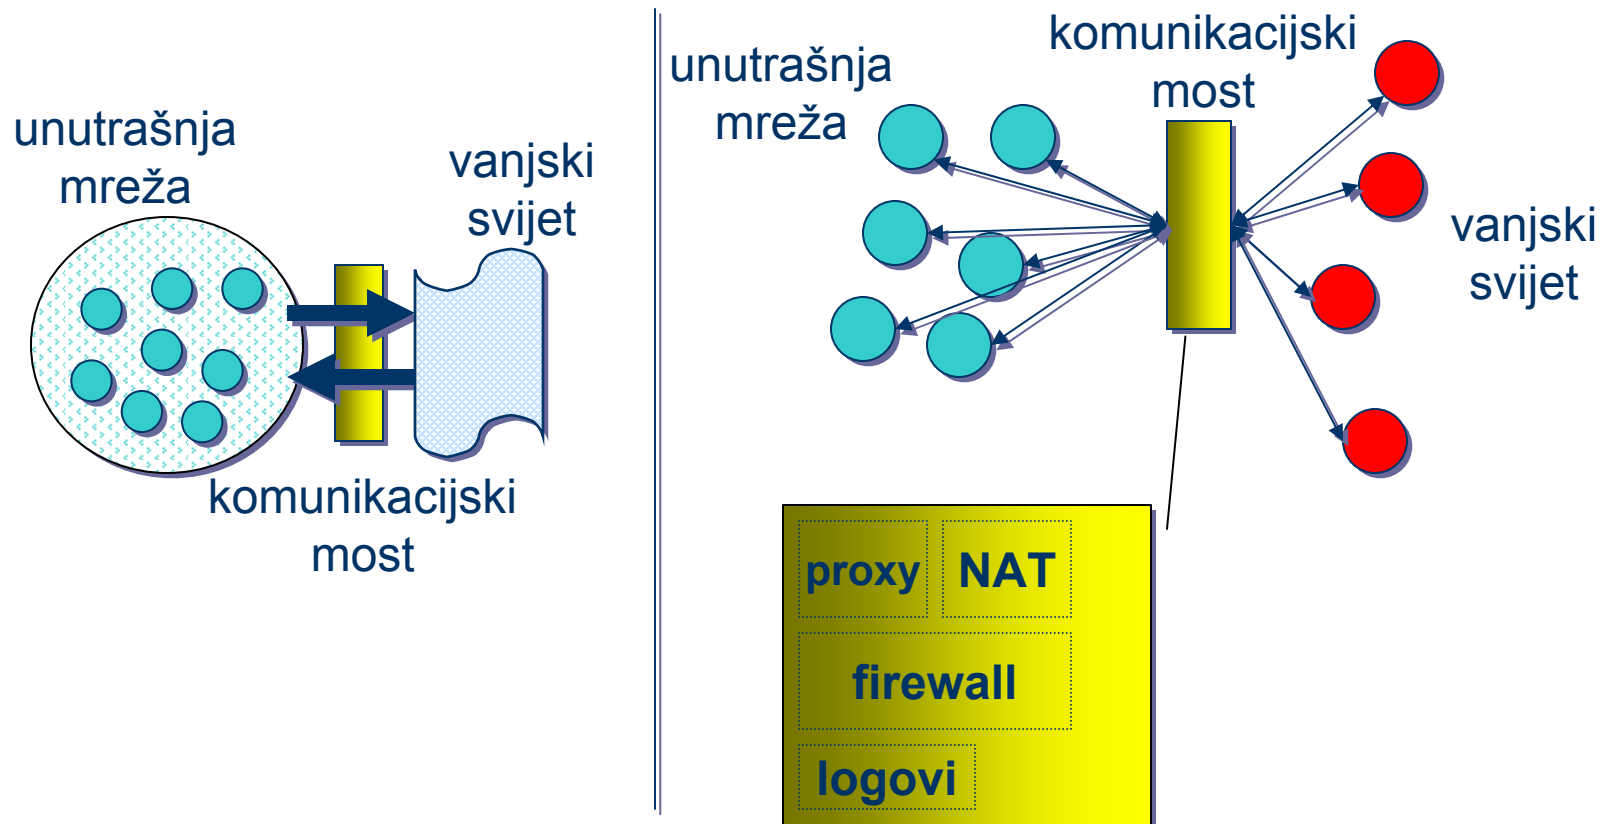 unutrašnja
mreža
vanjski
svijet
komunikacijski
most
unutrašnja
mreža
komunikacijski
most
vanjski
svijet
proxy
NAT
firewall
logovi